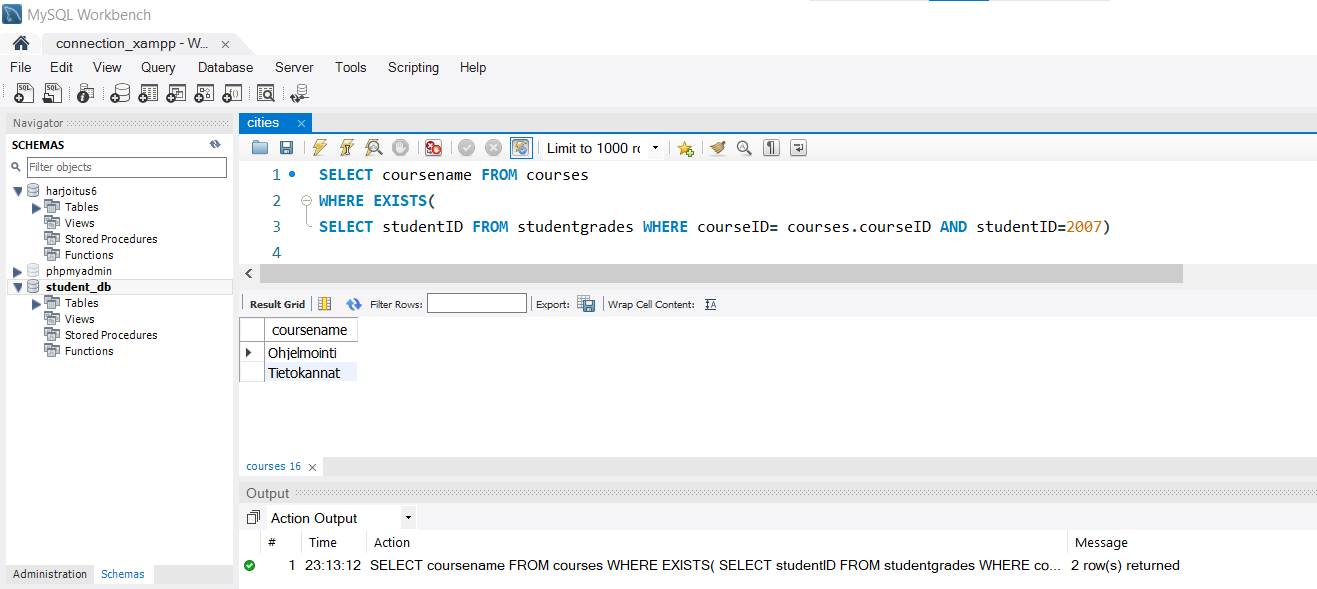 MySQL Workbench
connection_xampp - W... ×
File Edit View Query Database Server Tools Scripting Help
Navigator
SCHEMAS
Filter objects
harjoitus6
Tables
Views
Stored Procedures
Functions
phpmyadmin
student_db
Tables
Views
Stored Procedures
Functions
Administration Schemas
cities ×
Limit to 1000 rc
1 SELECT coursename FROM courses
2 WHERE EXISTS(
3 SELECT studentID FROM studentgrades WHERE courseID= courses.courseID AND studentID=2007)
4
Result Grid Filter Rows: Export: Wrap Cell Content:
coursename
Ohjelmointi
Tietokannat
courses 16 ×
Output
Action Output
# Time Action Message
1 23:13:12 SELECT coursename FROM courses WHERE EXISTS( SELECT studentID FROM studentgrades WHERE co... 2 row(s) returned